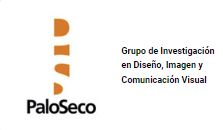 PaloSeco
Grupo de Investigación
en Diseño, Imagen y
Comunicación Visual